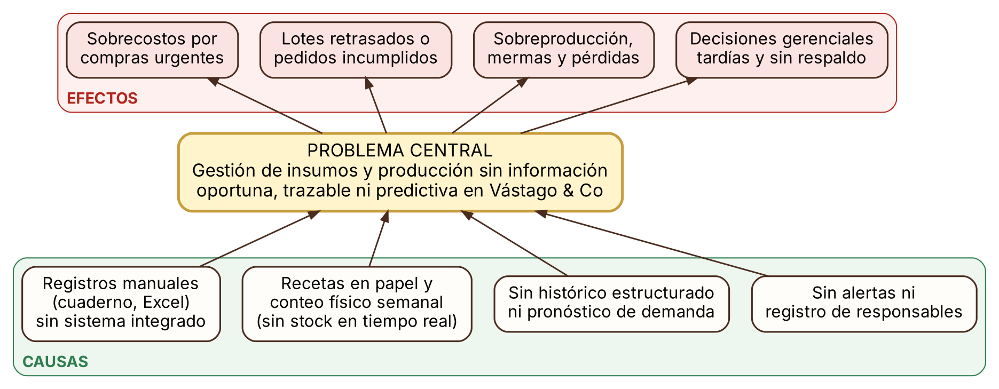 Sobrecostos por
compras urgentes
Lotes retrasados o
pedidos incumplidos
Sobreproducción,
mermas y pérdidas
Decisiones gerenciales
tardías y sin respaldo
EFECTOS
PROBLEMA CENTRAL
Gestión de insumos y producción sin información
oportuna, trazable ni predictiva en Vástago & Co
Registros manuales
(cuaderno, Excel)
sin sistema integrado
Recetas en papel y
conteo físico semanal
(sin stock en tiempo real)
Sin histórico estructurado
ni pronóstico de demanda
Sin alertas ni
registro de responsables
CAUSAS